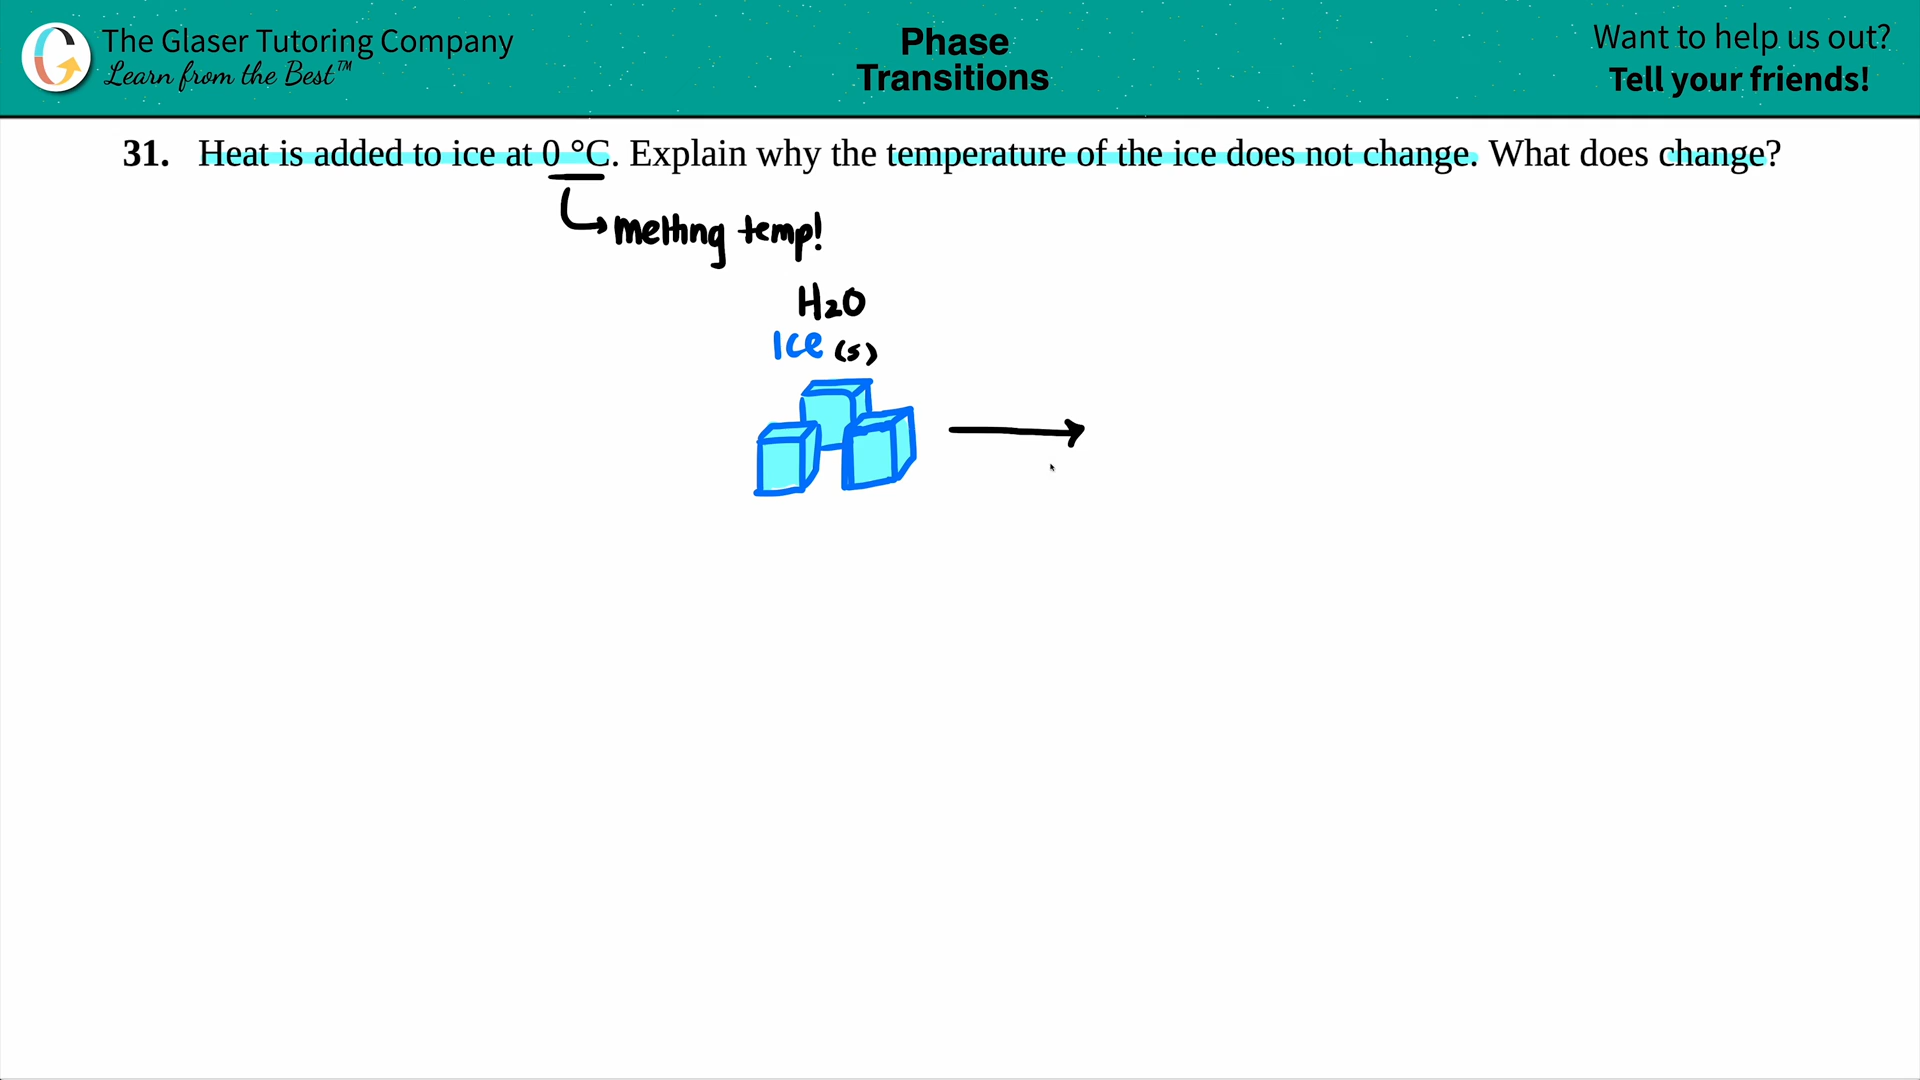 The Glaser Tutoring Company
Learn from the Best™
Phase
Transitions
Want to help us out?
Tell your friends!
31. Heat is added to ice at 0 °C. Explain why the temperature of the ice does not change. What does change?
melting temp!
H₂O
Ice (s)